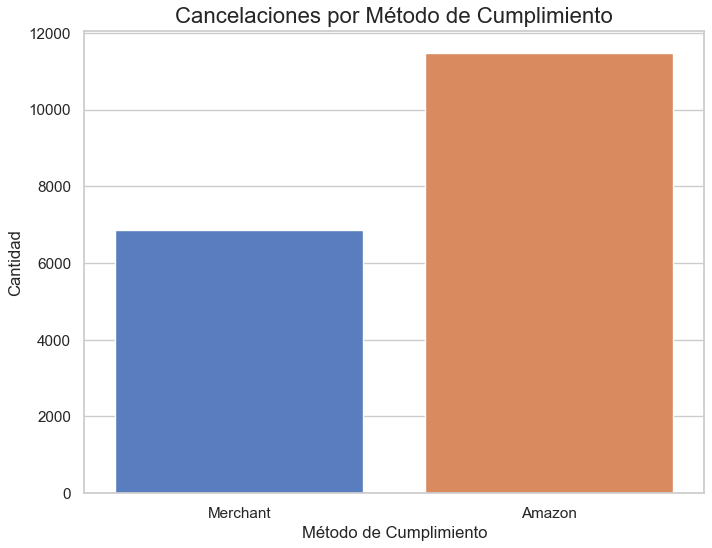 Cancelaciones por Método de Cumplimiento
12000
10000
8000
6000
4000
2000
0
Cantidad
Merchant
Amazon
Método de Cumplimiento